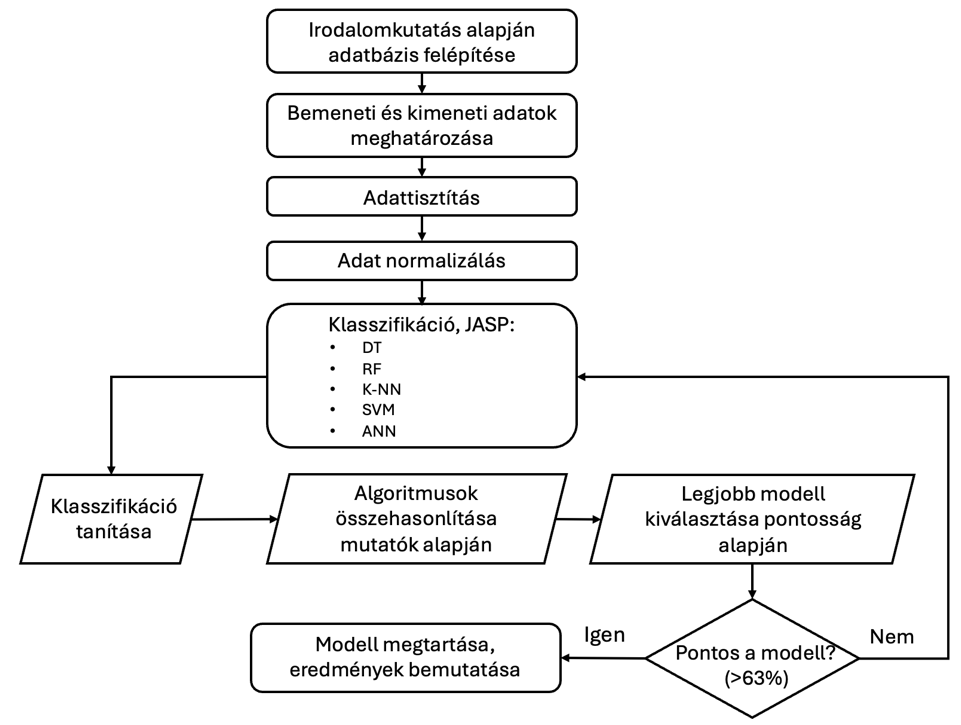 Irodalomkutatás alapján
adatbázis felépítése
Bemeneti és kimeneti adatok
meghatározása
Adattisztítás
Adat normalizálás
Klasszifikáció, JASP:
• DT
• RF
• K-NN
• SVM
• ANN
Klasszifikáció
tanítása
Algoritmusok
összehasonlítása
mutatók alapján
Legjobb modell
kiválasztása pontosság
alapján
Pontos a modell?
(>63%)
Igen
Nem
Modell megtartása,
eredmények bemutatása